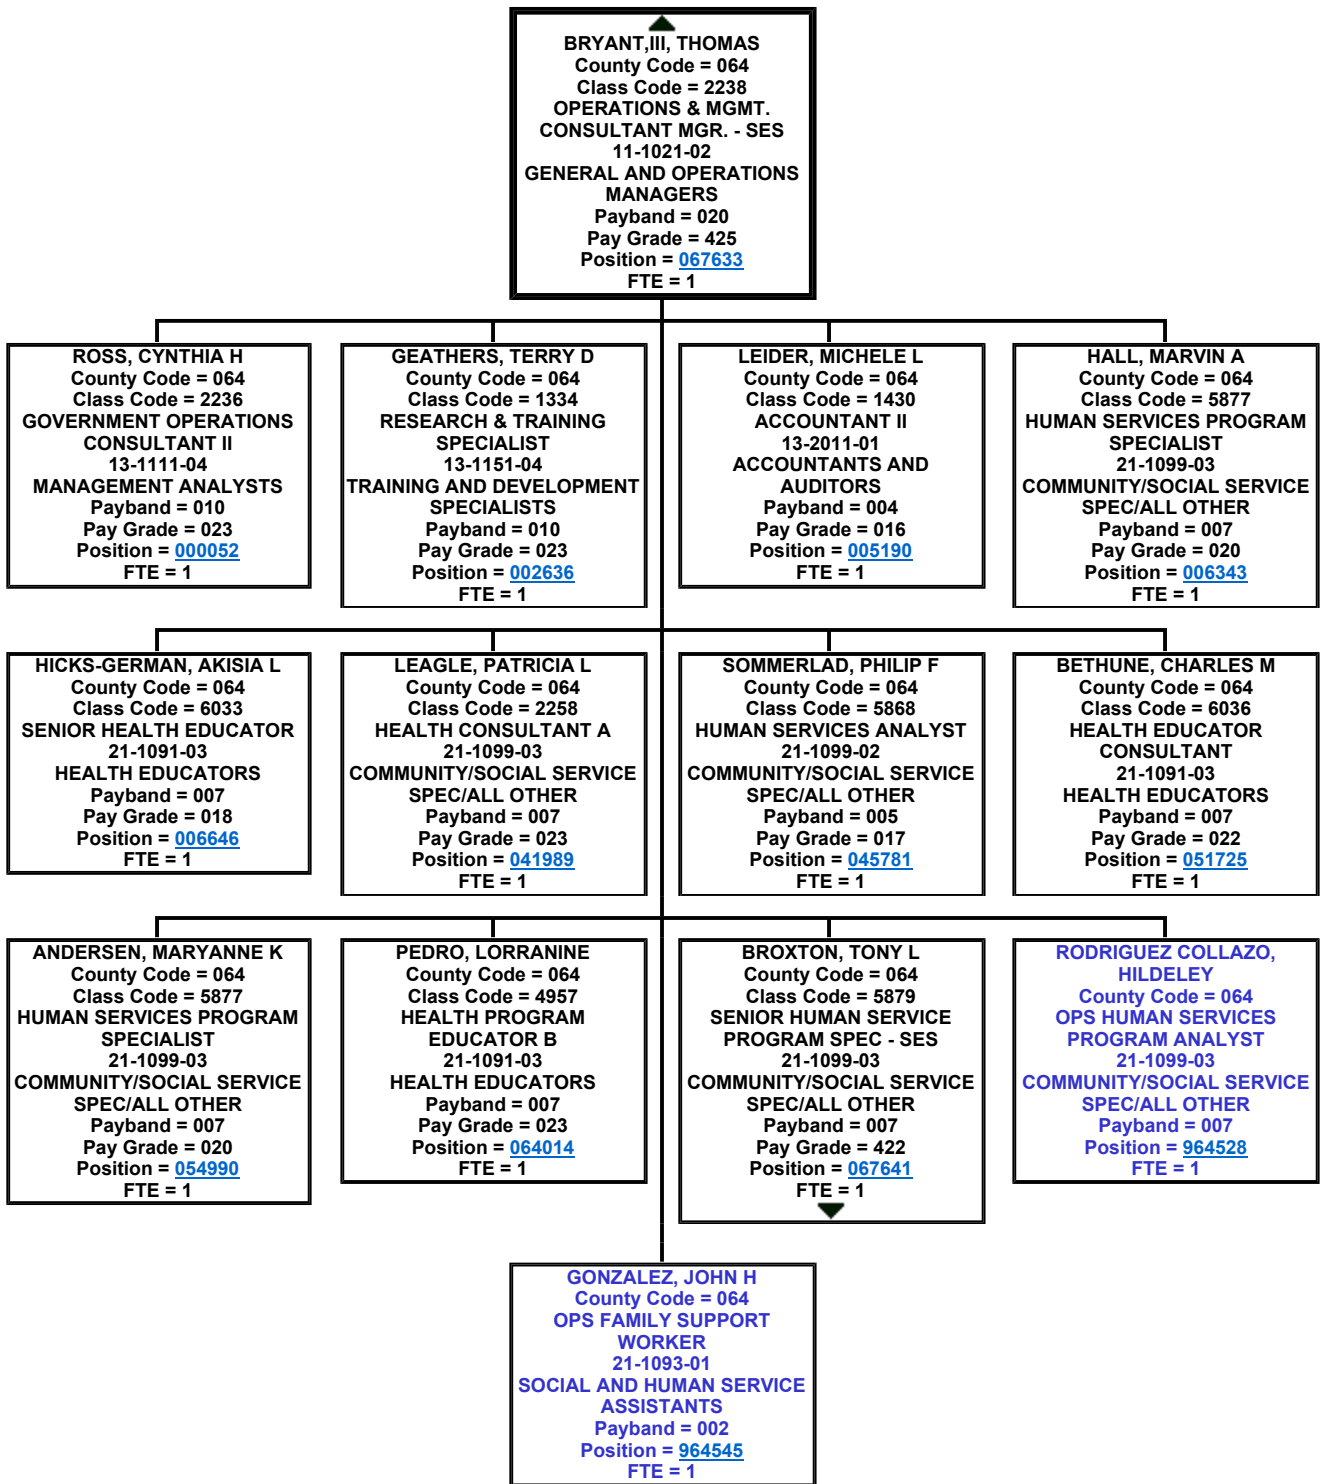 BRYANT,III, THOMAS
County Code = 064
Class Code = 2238
OPERATIONS & MGMT.
CONSULTANT MGR. - SES
11-1021-02
GENERAL AND OPERATIONS
MANAGERS
Payband = 020
Pay Grade = 425
Position = 067633
FTE = 1
ROSS, CYNTHIA H
County Code = 064
Class Code = 2236
GOVERNMENT OPERATIONS
CONSULTANT II
13-1111-04
MANAGEMENT ANALYSTS
Payband = 010
Pay Grade = 023
Position = 000052
FTE = 1
GEATHERS, TERRY D
County Code = 064
Class Code = 1334
RESEARCH & TRAINING
SPECIALIST
13-1151-04
TRAINING AND DEVELOPMENT
SPECIALISTS
Payband = 010
Pay Grade = 023
Position = 002636
FTE = 1
LEIDER, MICHELE L
County Code = 064
Class Code = 1430
ACCOUNTANT II
13-2011-01
ACCOUNTANTS AND
AUDITORS
Payband = 004
Pay Grade = 016
Position = 005190
FTE = 1
HALL, MARVIN A
County Code = 064
Class Code = 5877
HUMAN SERVICES PROGRAM
SPECIALIST
21-1099-03
COMMUNITY/SOCIAL SERVICE
SPEC/ALL OTHER
Payband = 007
Pay Grade = 020
Position = 006343
FTE = 1
HICKS-GERMAN, AKISIA L
County Code = 064
Class Code = 6033
SENIOR HEALTH EDUCATOR
21-1091-03
HEALTH EDUCATORS
Payband = 007
Pay Grade = 018
Position = 006646
FTE = 1
LEAGLE, PATRICIA L
County Code = 064
Class Code = 2258
HEALTH CONSULTANT A
21-1099-03
COMMUNITY/SOCIAL SERVICE
SPEC/ALL OTHER
Payband = 007
Pay Grade = 023
Position = 041989
FTE = 1
SOMMERLAD, PHILIP F
County Code = 064
Class Code = 5868
HUMAN SERVICES ANALYST
21-1099-02
COMMUNITY/SOCIAL SERVICE
SPEC/ALL OTHER
Payband = 005
Pay Grade = 017
Position = 045781
FTE = 1
BETHUNE, CHARLES M
County Code = 064
Class Code = 6036
HEALTH EDUCATOR
CONSULTANT
21-1091-03
HEALTH EDUCATORS
Payband = 007
Pay Grade = 022
Position = 051725
FTE = 1
ANDERSEN, MARYANNE K
County Code = 064
Class Code = 5877
HUMAN SERVICES PROGRAM
SPECIALIST
21-1099-03
COMMUNITY/SOCIAL SERVICE
SPEC/ALL OTHER
Payband = 007
Pay Grade = 020
Position = 054990
FTE = 1
PEDRO, LORRANINE
County Code = 064
Class Code = 4957
HEALTH PROGRAM
EDUCATOR B
21-1091-03
HEALTH EDUCATORS
Payband = 007
Pay Grade = 023
Position = 064014
FTE = 1
BROXTON, TONY L
County Code = 064
Class Code = 5879
SENIOR HUMAN SERVICE
PROGRAM SPEC - SES
21-1099-03
COMMUNITY/SOCIAL SERVICE
SPEC/ALL OTHER
Payband = 007
Pay Grade = 422
Position = 067641
FTE = 1
RODRIGUEZ COLLAZO,
HILDELEY
County Code = 064
OPS HUMAN SERVICES
PROGRAM ANALYST
21-1099-03
COMMUNITY/SOCIAL SERVICE
SPEC/ALL OTHER
Payband = 007
Position = 964528
FTE = 1
GONZALEZ, JOHN H
County Code = 064
OPS FAMILY SUPPORT
WORKER
21-1093-01
SOCIAL AND HUMAN SERVICE
ASSISTANTS
Payband = 002
Position = 964545
FTE = 1